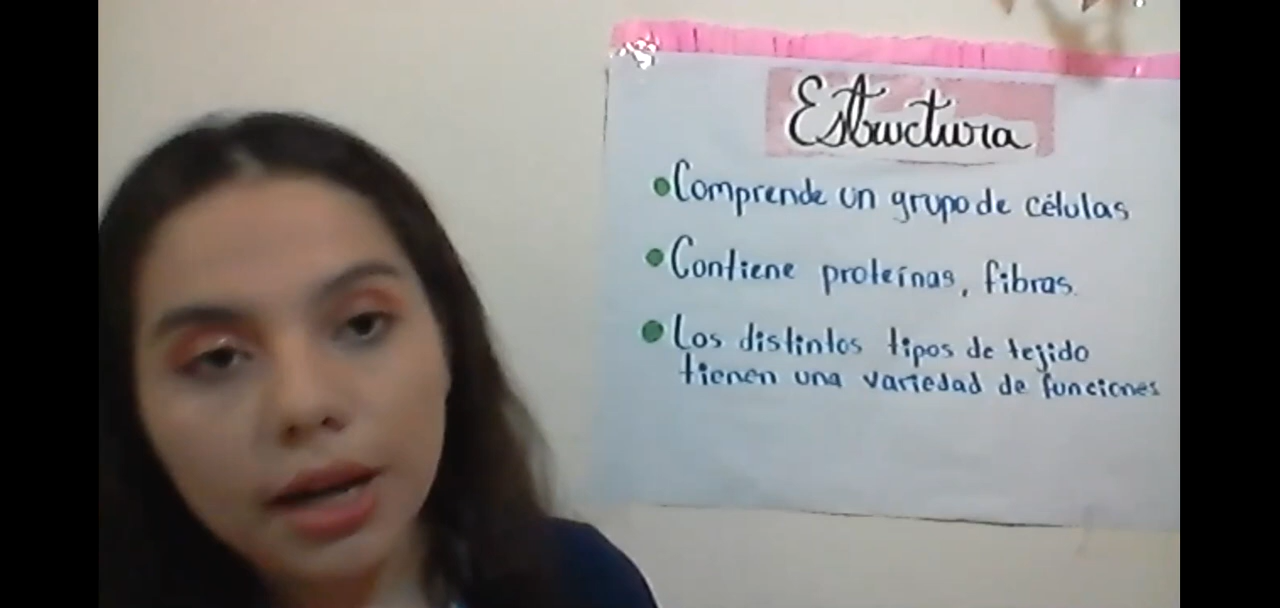 Estructura
Comprende un grupo de células
Contiene proteínas, fibras.
Los distintos tipos de tejido
tienen una variedad de funciones